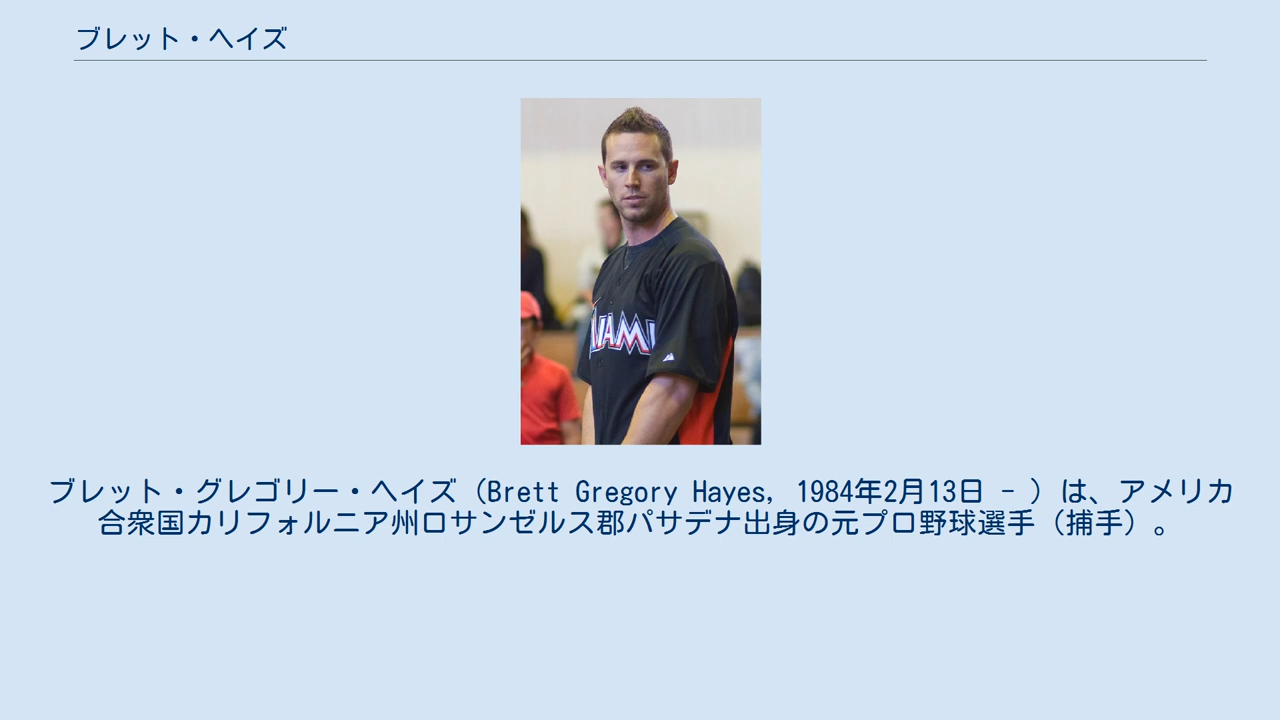 ブレット・ヘイズ
MIAMI
ブレット・グレゴリー・ヘイズ（Brett Gregory Hayes, 1984年2月13日 - ）は、アメリカ
合衆国カリフォルニア州ロサンゼルス郡パサデナ出身の元プロ野球選手（捕手）。